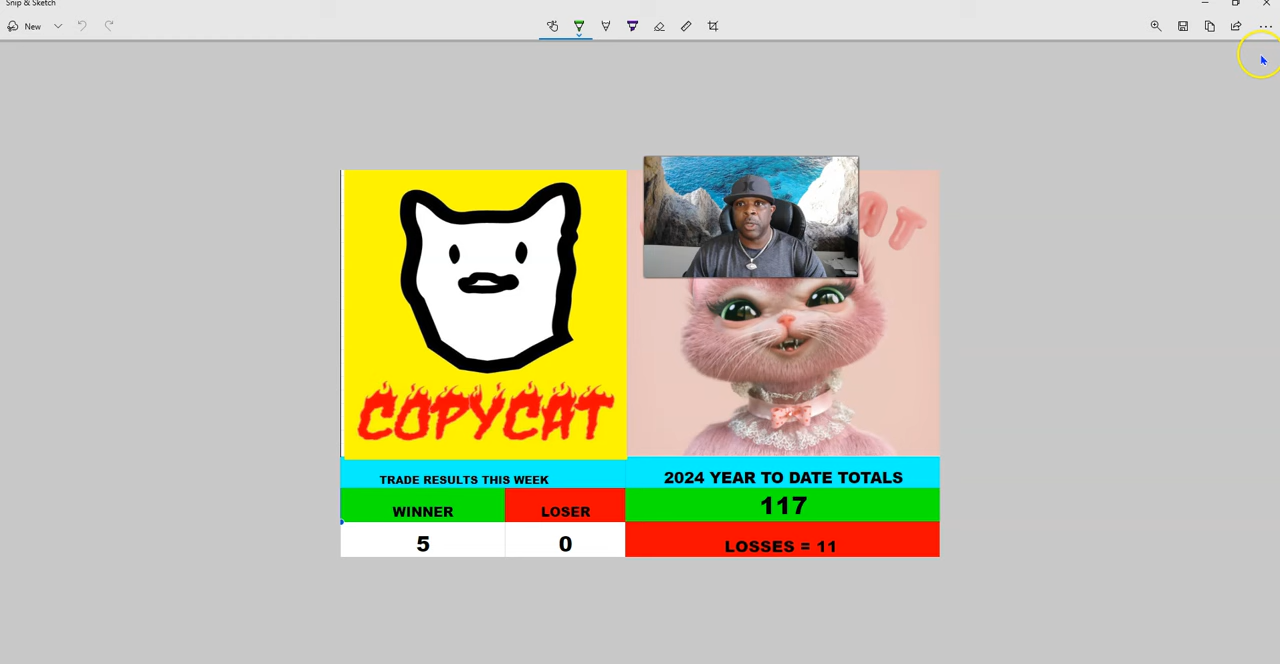 Snip & Sketch
New
AT
COPYCAT
TRADE RESULTS THIS WEEK
2024 YEAR TO DATE TOTALS
WINNER
LOSER
117
5
0
LOSSES = 11